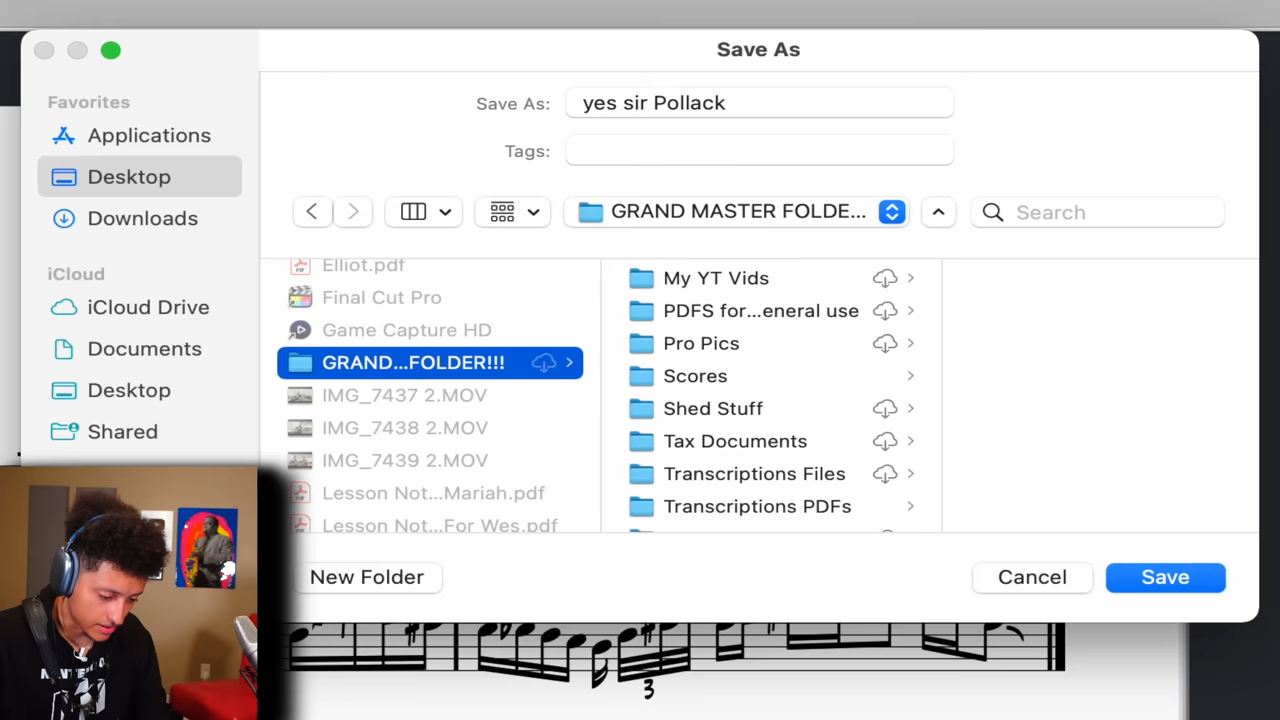 Save As
Favorites
Applications
Desktop
Downloads
iCloud
iCloud Drive
Documents
Desktop
Shared
Save As: yes sir Pollack
Tags:
GRAND MASTER FOLDE...
Search
Elliot.pdf
Final Cut Pro
Game Capture HD
GRAND...FOLDER!!!
IMG_7437 2.MOV
IMG_7438 2.MOV
IMG_7439 2.MOV
Lesson Not...Mariah.pdf
Lesson Not...For Wes.pdf
My YT Vids
PDFS for...eneral use
Pro Pics
Scores
Shed Stuff
Tax Documents
Transcriptions Files
Transcriptions PDFs
New Folder
Cancel
Save
3